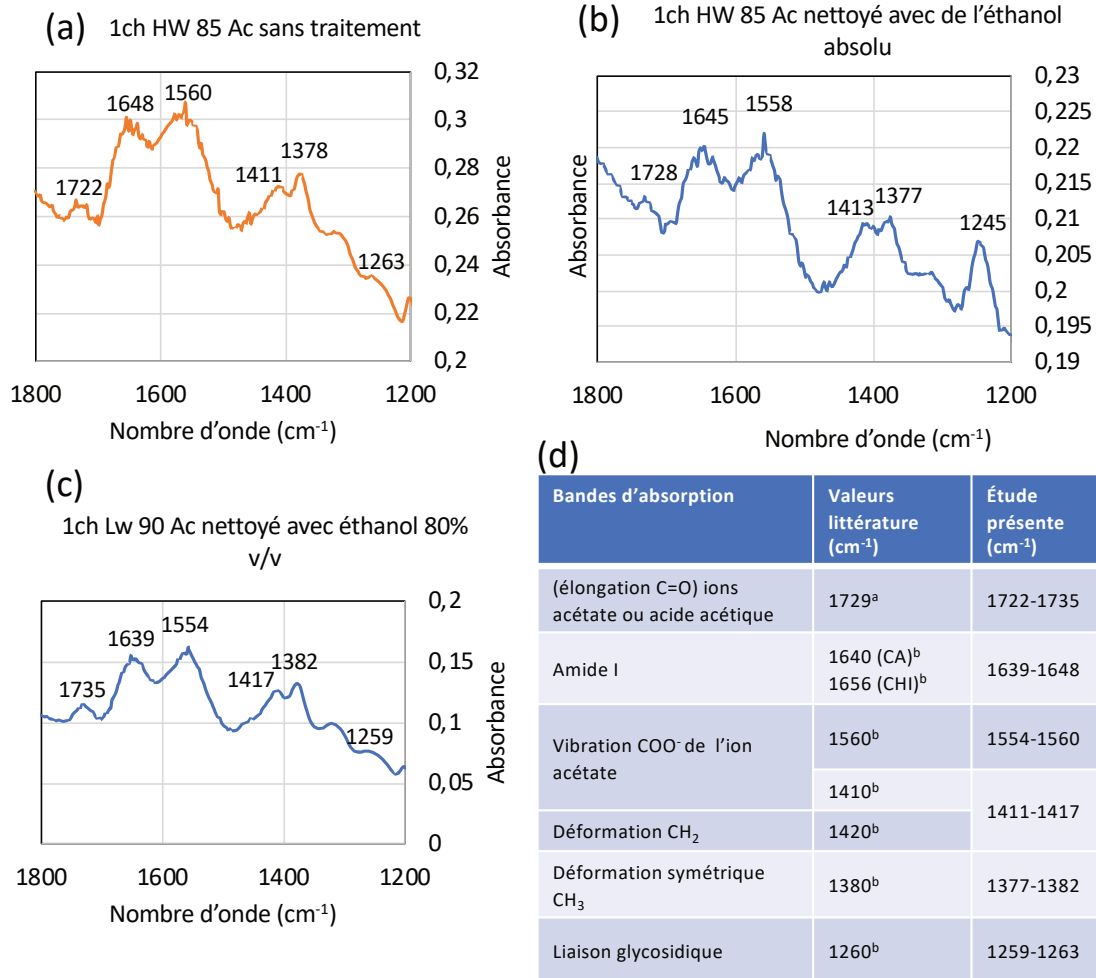 (a) 1ch HW 85 Ac sans traitement
0,32
0,3
0,28
0,26
0,24
0,22
0,2
Absorbance
1722
1648
1560
1411
1378
1263
1800 1600 1400 1200
Nombre d'onde (cm-1)
(b) 1ch HW 85 Ac nettoyé avec de l'éthanol
absolu
0,23
0,225
0,22
0,215
0,21
0,205
0,2
0,195
0,19
Absorbance
1728
1645
1558
1413
1377
1245
1800 1600 1400 1200
Nombre d'onde (cm-1)
(c)
1ch Lw 90 Ac nettoyé avec éthanol 80%
v/v
0,2
0,15
0,1
0,05
0
Absorbance
1735
1639
1554
1417
1382
1259
1800 1600 1400 1200
Nombre d'onde (cm-1)
(d)
Bandes d'absorption
Valeurs
littérature
(cm-1)
Étude
présente
(cm-1)
(élongation C=O) ions
acétate ou acide acétique
1729a
1722-1735
Amide I
1640 (CA)b
1656 (CHI)b
1639-1648
Vibration COO- de l'ion
acétate
1560b
1554-1560
1410b
1411-1417
Déformation CH2
1420b
Déformation symétrique
CH3
1380b
1377-1382
Liaison glycosidique
1260b
1259-1263